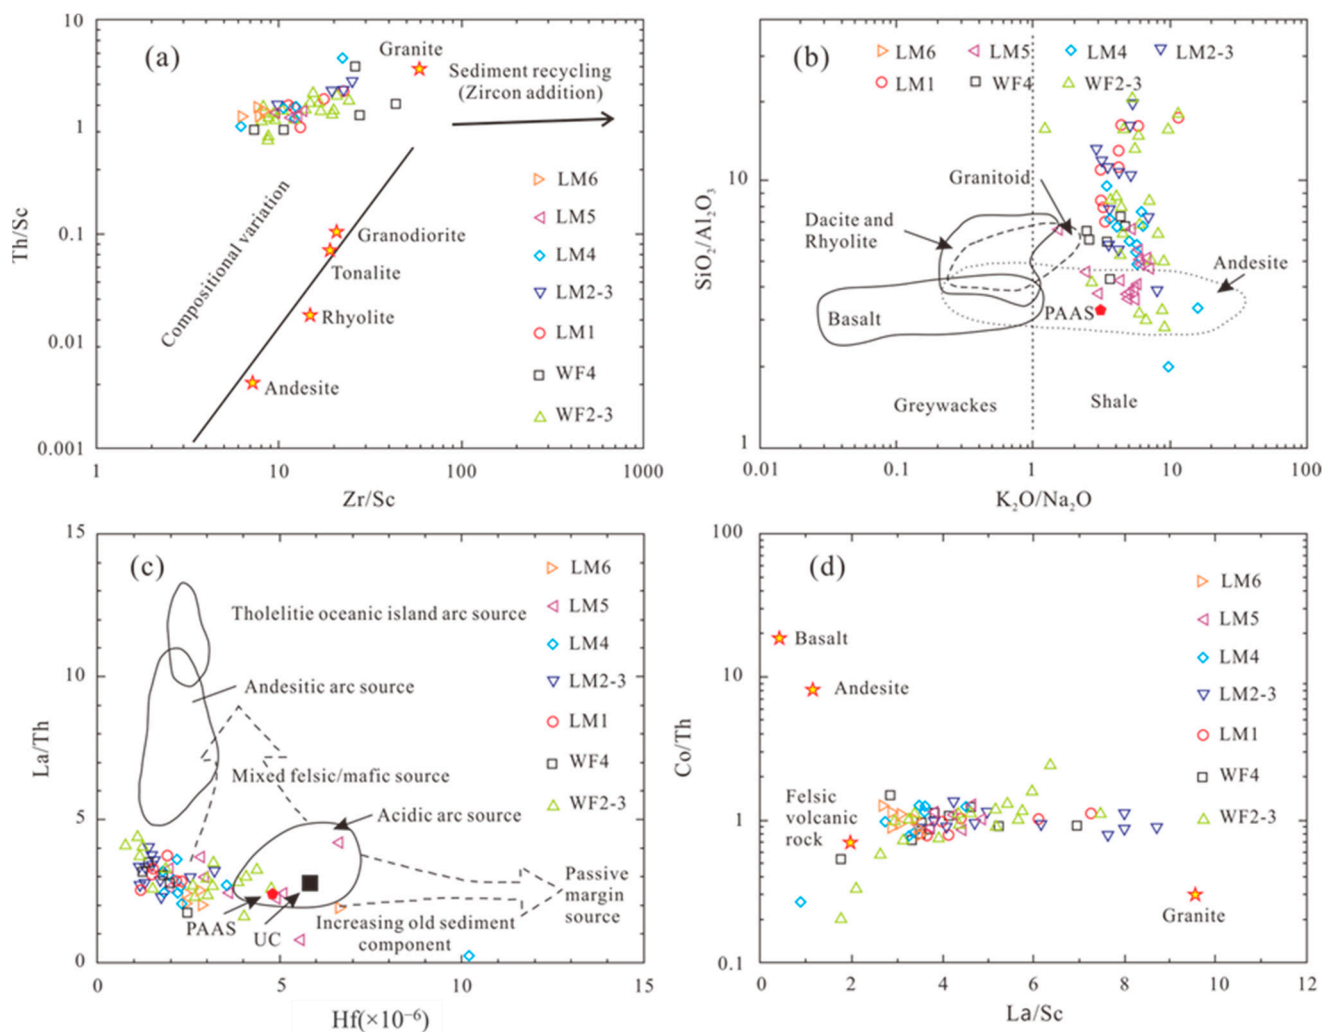 (a)
Granite
Sediment recycling
(Zircon addition)
Compositional variation
Granodiorite
Tonalite
Rhyolite
Andesite
LM6
LM5
LM4
LM2-3
LM1
WF4
WF2-3
10
1
0.1
0.01
0.001
Th/Sc
1
10
100
1000
Zr/Sc
(b)
LM6
LM5
LM4
LM2-3
LM1
WF4
WF2-3
Granitoid
Dacite and
Rhyolite
Andesite
Basalt
PAAS
Greywackes
Shale
10
1
SiO₂/Al₂O₃
0.01
0.1
1
10
100
K₂O/Na₂O
(c)
LM6
LM5
LM4
LM2-3
LM1
WF4
WF2-3
Tholelitie oceanic island arc source
Andesitic arc source
Mixed felsic/mafic source
Acidic arc source
Passive
margin
source
PAAS
UC
Increasing old sediment
component
15
10
5
0
La/Th
0
5
10
15
Hf(×10⁻⁶)
(d)
LM6
LM5
LM4
LM2-3
LM1
WF4
WF2-3
Basalt
Andesite
Felsic
volcanic
rock
Granite
100
10
1
0.1
Co/Th
0
2
4
6
8
10
12
La/Sc